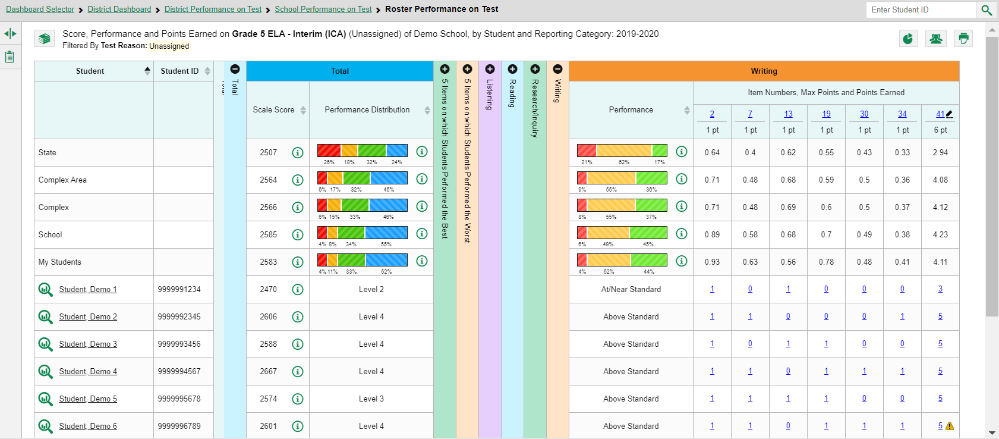 Dashboard Selector > District Dashboard > District Performance on Test > School Performance on Test > Roster Performance on Test
Enter Student ID
Score, Performance and Points Earned on Grade 5 ELA - Interim (ICA) (Unassigned) of Demo School, by Student and Reporting Category: 2019-2020
Filtered By Test Reason: Unassigned
Student Student ID Total Total Writing
Total
5 Items on which Students Performed the Best
5 Items on which Students Performed the Worst
Listening
Reading
Research/Inquiry
Writing
Item Numbers, Max Points and Points Earned
Scale Score Performance Distribution Performance
2 7 13 19 30 34 41
1 pt 1 pt 1 pt 1 pt 1 pt 1 pt 6 pt
State 2507 0.64 0.4 0.62 0.55 0.43 0.33 2.94
26% 18% 32% 24% 21% 62% 17%
Complex Area 2564 0.71 0.48 0.68 0.59 0.5 0.36 4.08
6% 17% 32% 45% 9% 55% 36%
Complex 2566 0.71 0.48 0.69 0.6 0.5 0.37 4.12
6% 15% 33% 46% 8% 55% 37%
School 2585 0.89 0.58 0.68 0.7 0.49 0.38 4.23
4% 8% 34% 55% 6% 49% 45%
My Students 2583 0.93 0.63 0.56 0.78 0.48 0.41 4.11
4% 11% 33% 52% 4% 52% 44%
Student, Demo 1 9999991234 2470 Level 2 At/Near Standard 1 0 1 0 0 0 3
Student, Demo 2 9999992345 2606 Level 4 Above Standard 1 1 0 0 0 1 5
Student, Demo 3 9999993456 2588 Level 4 Above Standard 1 0 1 1 0 0 5
Student, Demo 4 9999994567 2667 Level 4 Above Standard 1 1 0 1 1 1 5
Student, Demo 5 9999995678 2574 Level 3 Above Standard 1 1 1 1 0 0 5
Student, Demo 6 9999996789 2601 Level 4 Above Standard 1 1 0 1 1 1 5